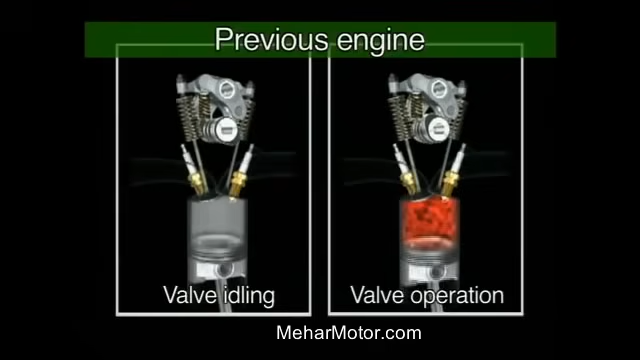 Previous engine
Valve idling
Valve operation
MeharMotor.com